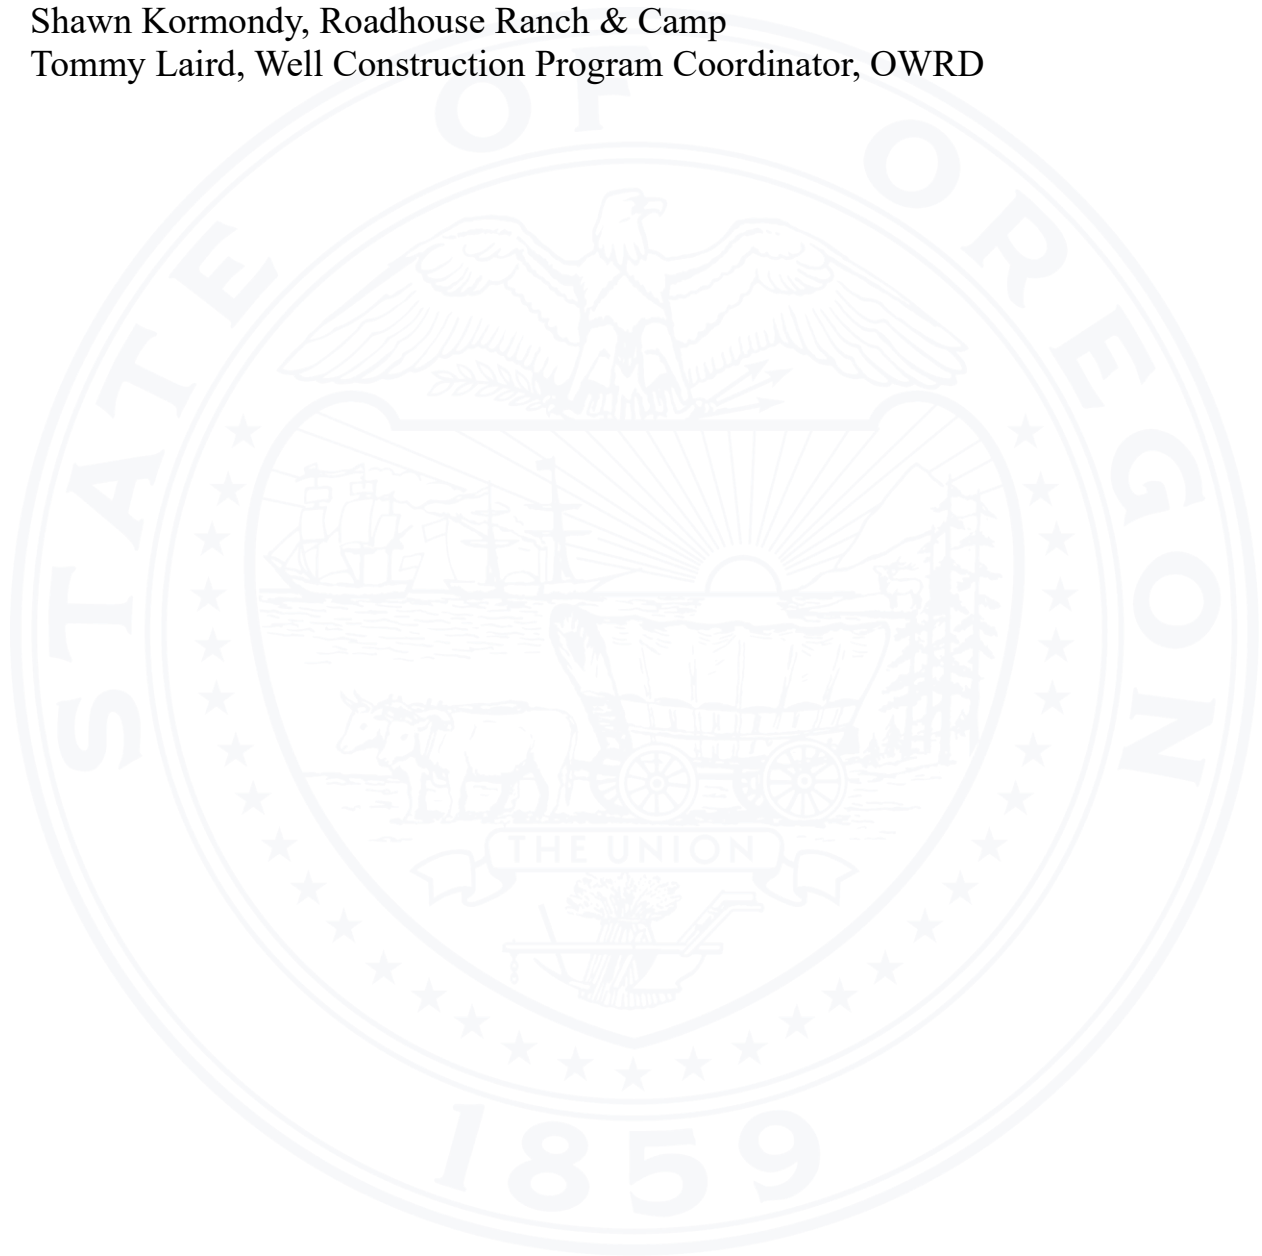 Shawn Kormondy, Roadhouse Ranch & Camp
Tommy Laird, Well Construction Program Coordinator, OWRD
STATE OF OREGON
THE UNION
1859